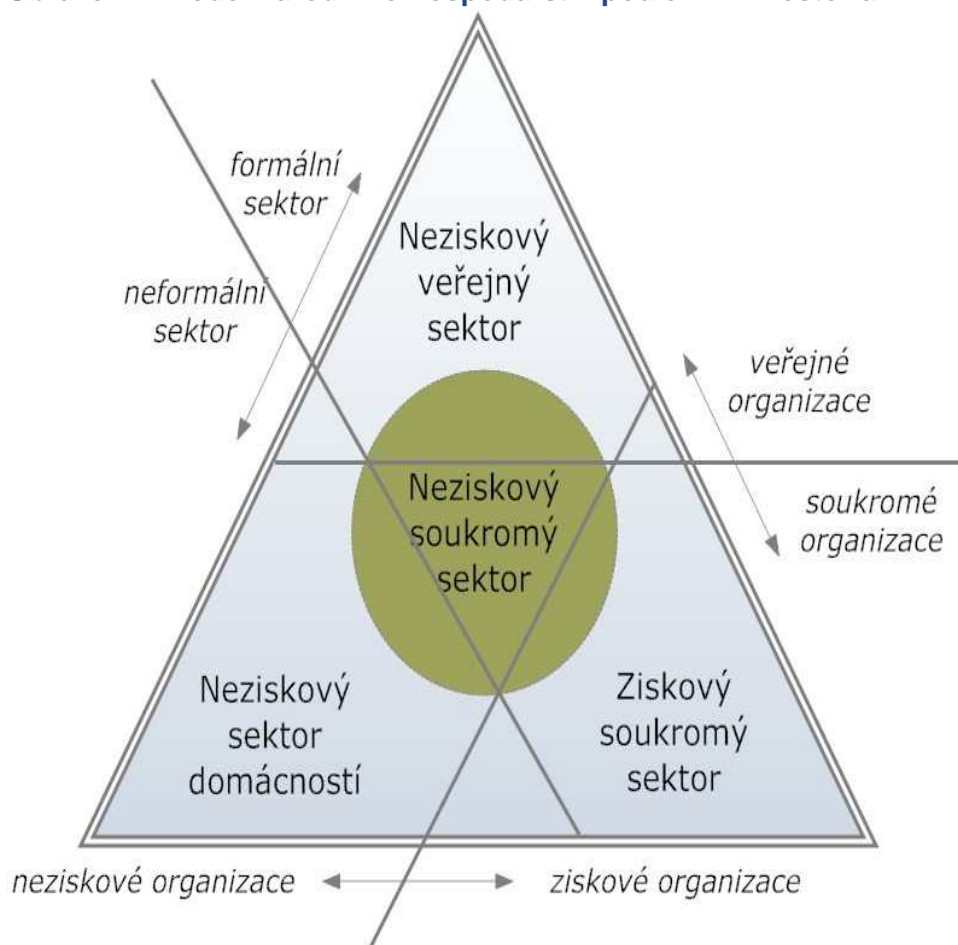 formální
sektor
neformální
sektor
Neziskový
veřejný
sektor
veřejné
organizace
soukromé
organizace
Neziskový
soukromý
sektor
Neziskový
sektor
domácností
Ziskový
soukromý
sektor
neziskové organizace
ziskové organizace